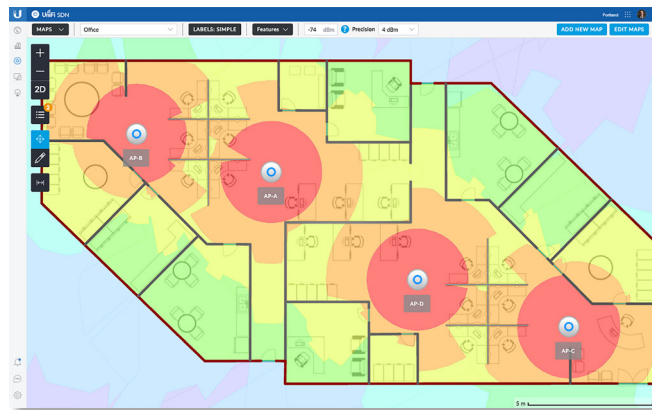 UniFi SDN
Portland
MAPS
Office
LABELS: SIMPLE
Features
-74 dBm
? Precision
4 dBm
ADD NEW MAP
EDIT MAPS
+
—
2D
AP-B
AP-A
AP-D
AP-C
5 m